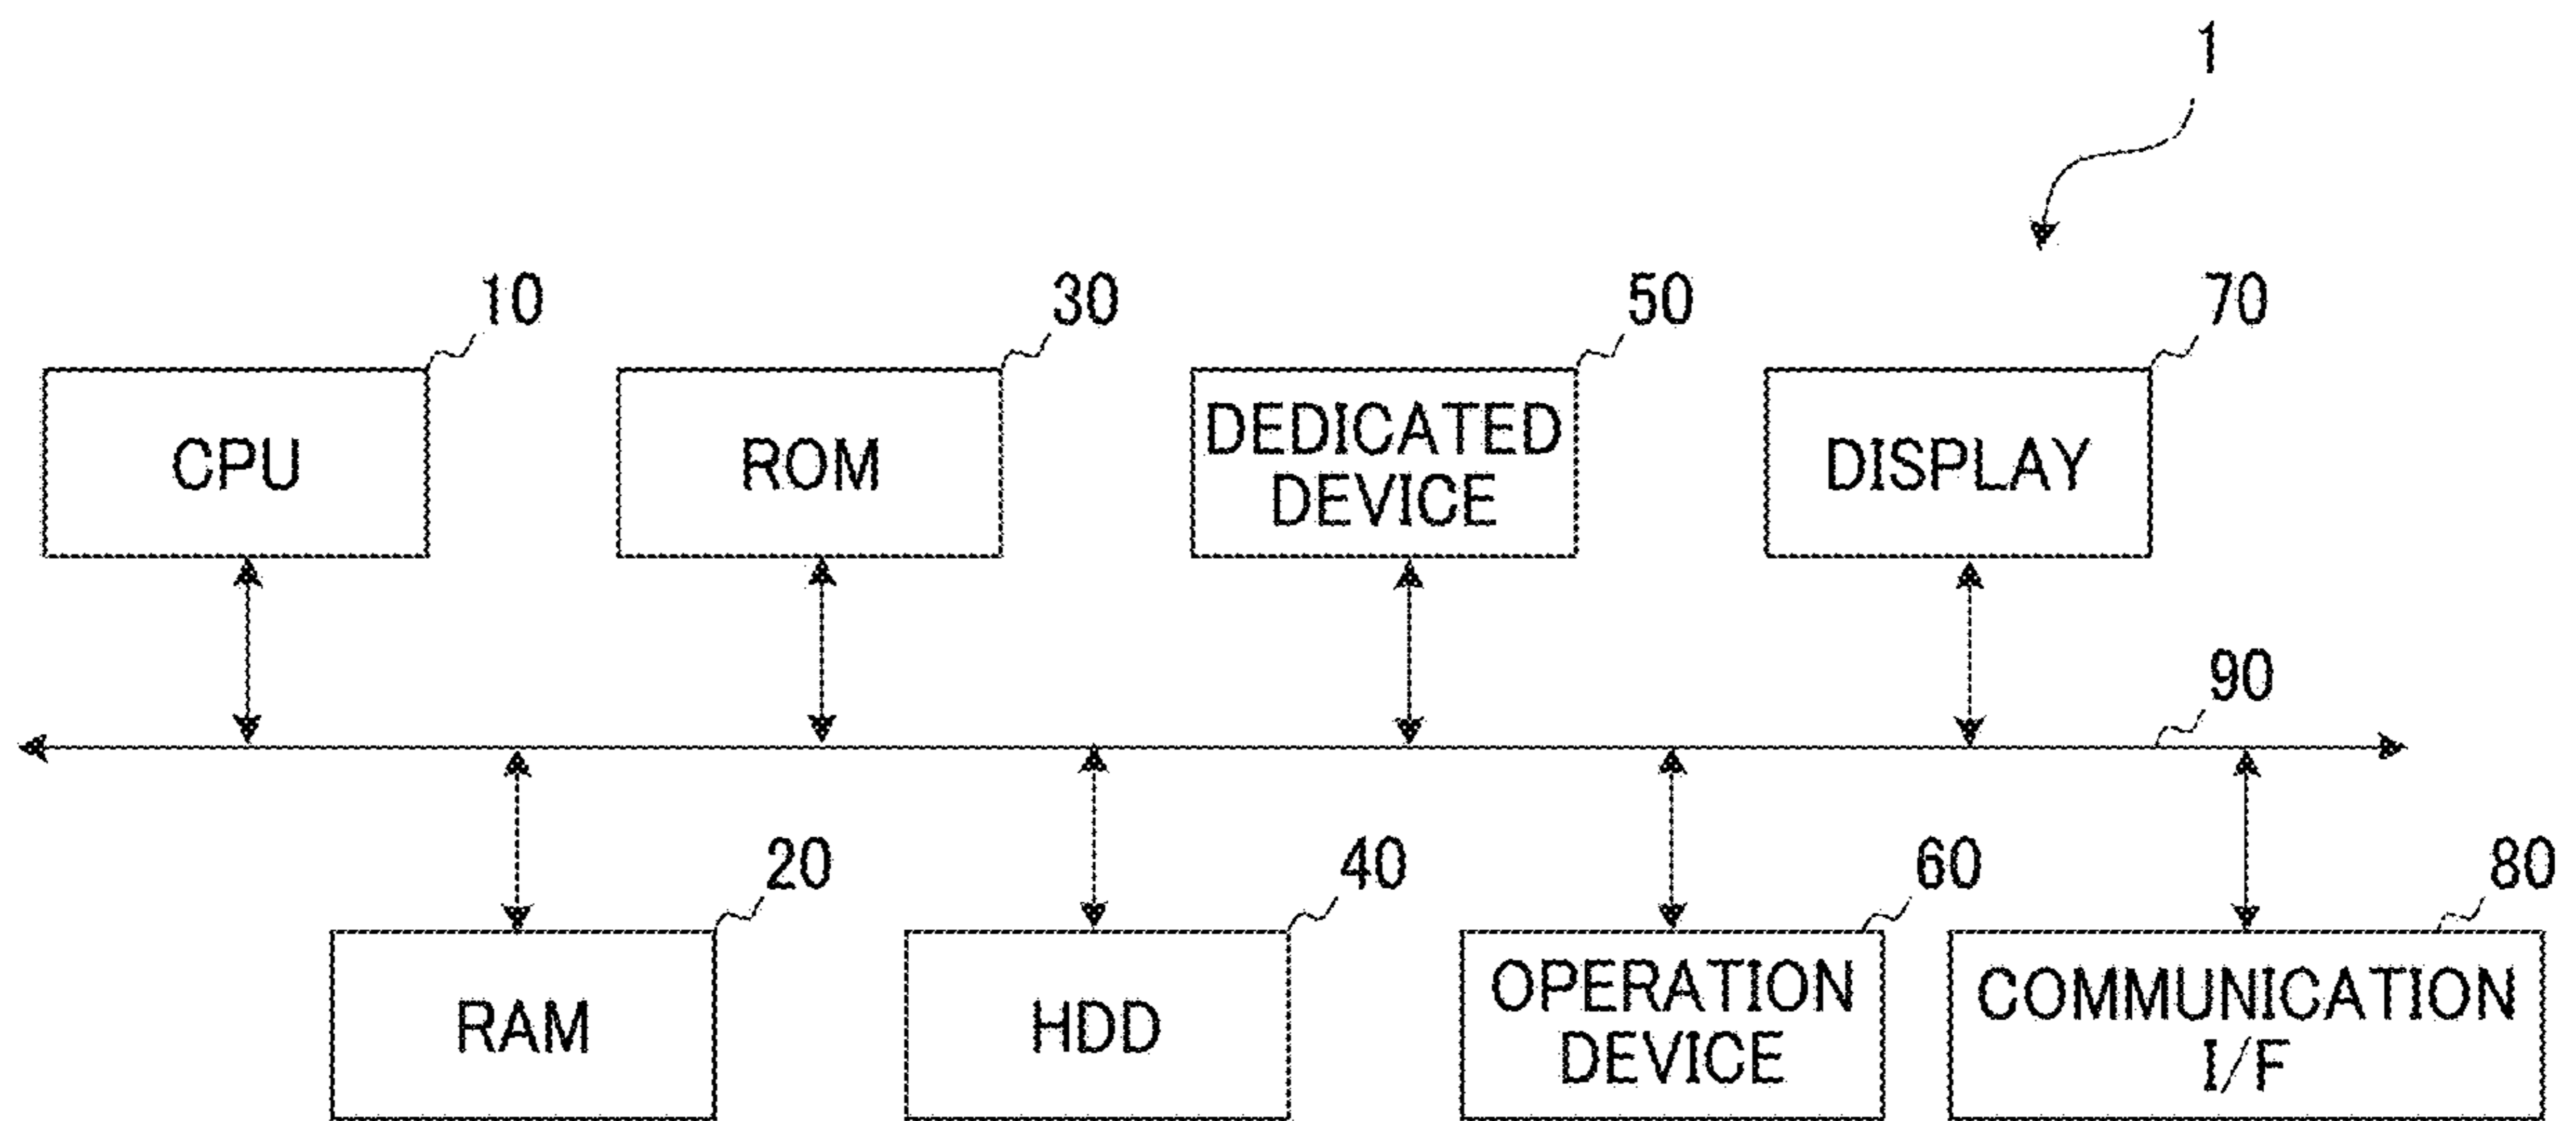 1
10
30
50
70
CPU
ROM
DEDICATED
DEVICE
DISPLAY
90
20
40
60
80
RAM
HDD
OPERATION
DEVICE
COMMUNICATION
I/F